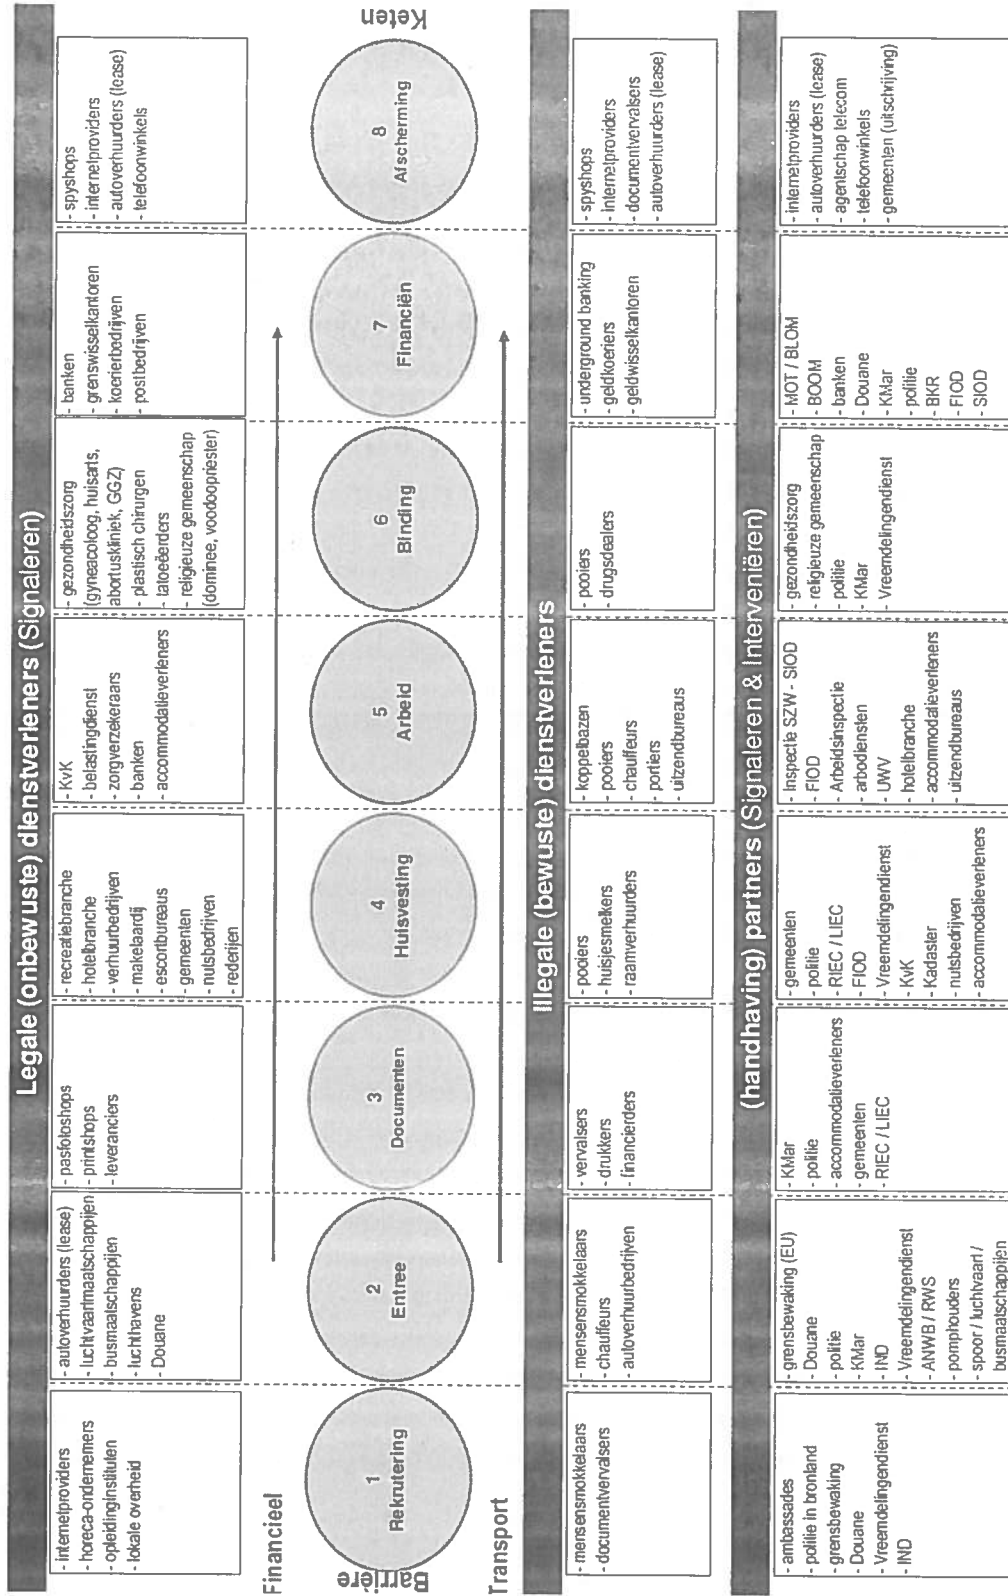 Legale (onbewuste) dienstverleners (Signaleren)
- internetproviders
- horeca-ondernemers
- opleidinginstituten
- lokale overheid
- autoverhuurders (lease)
- luchtvaartmaatschappijen
- busmaatschappijen
- luchthavens
- Douane
- pasfotoshops
- printshops
- leveranciers
- recreatiebranche
- hotelbranche
- verhuurbedrijven
- makelaardij
- escortbureaus
- gemeenten
- nutsbedrijven
- rederijen
- KvK
- belastingdienst
- zorgverzekeraars
- banken
- accommodatieverleners
- gezondheidszorg
(gyneacoloog, huisarts,
abortuskliniek, GGZ)
- plastisch chirurgen
- tatoeëerders
- religieuze gemeenschap
(dominee, voodoopriester)
- banken
- grenswisselkantoren
- koerierbedrijven
- postbedrijven
- spyshops
- internetproviders
- autoverhuurders (lease)
- telefoonwinkels
Financieel
Barrière
1
Rekrutering
2
Entree
3
Documenten
4
Huisvesting
5
Arbeid
6
Binding
7
Financiën
8
Afscherming
Keten
Transport
Illegale (bewuste) dienstverleners
- mensensmokkelaars
- documentvervalsers
- mensensmokkelaars
- chauffeurs
- autoverhuurbedrijven
- vervalsers
- drukkers
- financierders
- pooiers
- huisjesmelkers
- raamverhuurders
- koppelbazen
- pooiers
- chauffeurs
- portiers
- uitzendbureaus
- pooiers
- drugsdealers
- underground banking
- geldkoeriers
- geldwisselkantoren
- spyshops
- internetproviders
- documentvervalsers
- autoverhuurders (lease)
(handhaving) partners (Signaleren & Interveniëren)
- ambassades
- politie in bronland
- grensbewaking
- Douane
- Vreemdelingendienst
- IND
- grensbewaking (EU)
- Douane
- politie
- KMar
- IND
- Vreemdelingendienst
- ANWB / RWS
- pomphouders
- spoor / luchtvaart /
busmaatschappijen
- KMar
- politie
- accommodatieverleners
- gemeenten
- RIEC / LIEC
- gemeenten
- politie
- RIEC / LIEC
- FIOD
- Vreemdelingendienst
- KvK
- Kadaster
- nutsbedrijven
- accommodatieverleners
- Inspectie SZW - SIOD
- FIOD
- Arbeidsinspectie
- arbodiensten
- UWV
- hotelbranche
- accommodatieverleners
- uitzendbureaus
- gezondheidszorg
- religieuze gemeenschap
- politie
- KMar
- Vreemdelingendienst
- MOT / BLOM
- BOOM
- banken
- Douane
- KMar
- politie
- BKR
- FIOD
- SIOD
- internetproviders
- autoverhuurders (lease)
- agentschap telecom
- telefoonwinkels
- gemeenten (uitschrijving)